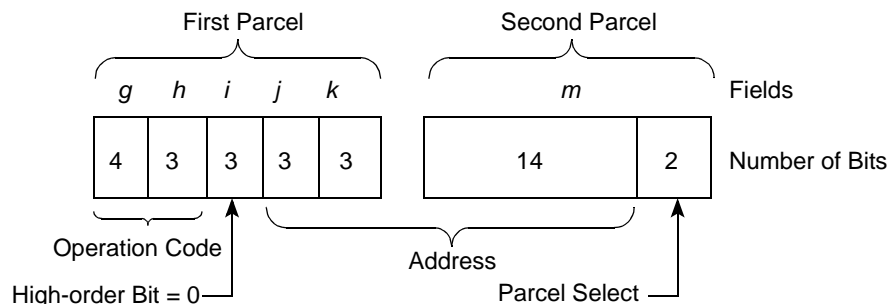 First Parcel Second Parcel
g h i j k m Fields
4 3 3 3 3 14 2 Number of Bits
Operation Code
Address
High-order Bit = 0 Parcel Select